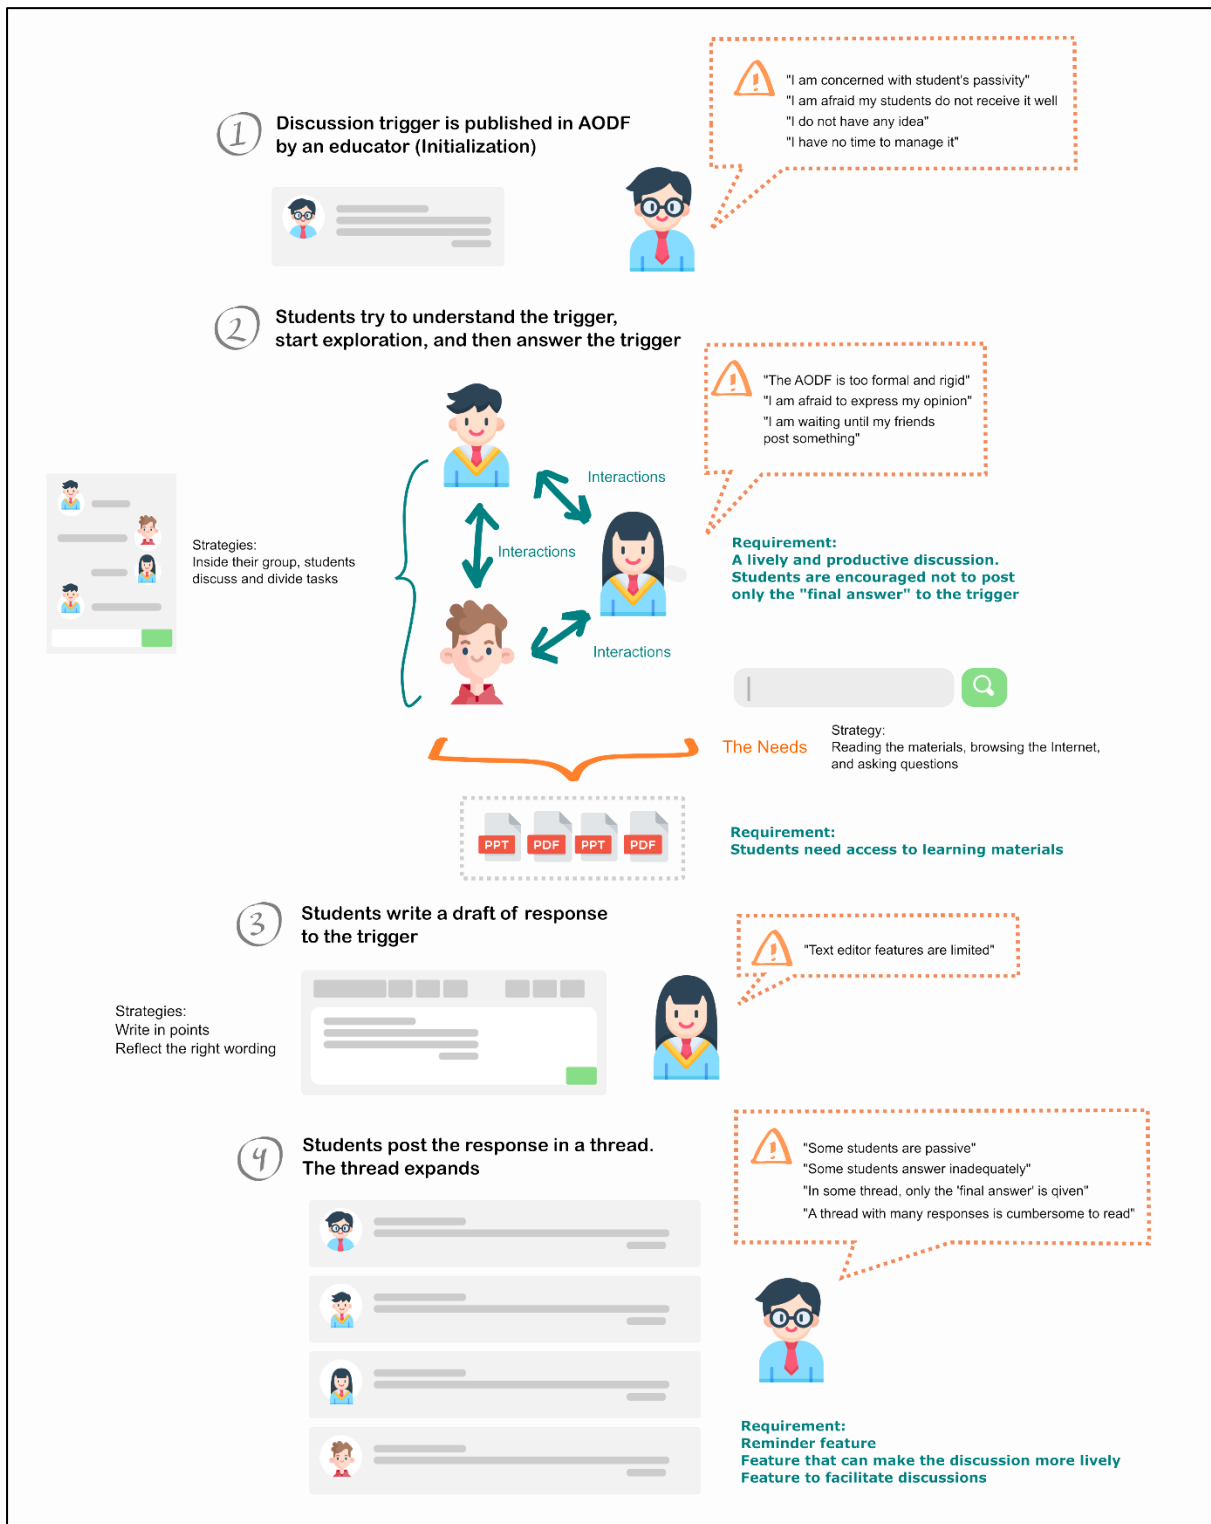 1
Discussion trigger is published in AODF
by an educator (Initialization)
"I am concerned with student's passivity"
"I am afraid my students do not receive it well
"I do not have any idea"
"I have no time to manage it"
2
Students try to understand the trigger,
start exploration, and then answer the trigger
"The AODF is too formal and rigid"
"I am afraid to express my opinion"
"I am waiting until my friends
post something"
Interactions
Interactions
Interactions
Strategies:
Inside their group, students
discuss and divide tasks
Requirement:
A lively and productive discussion.
Students are encouraged not to post
only the "final answer" to the trigger
The Needs
Strategy:
Reading the materials, browsing the Internet,
and asking questions
PPT PDF PPT PDF
Requirement:
Students need access to learning materials
3
Students write a draft of response
to the trigger
"Text editor features are limited"
Strategies:
Write in points
Reflect the right wording
4
Students post the response in a thread.
The thread expands
"Some students are passive"
"Some students answer inadequately"
"In some thread, only the 'final answer' is qiven"
"A thread with many responses is cumbersome to read"
Requirement:
Reminder feature
Feature that can make the discussion more lively
Feature to facilitate discussions